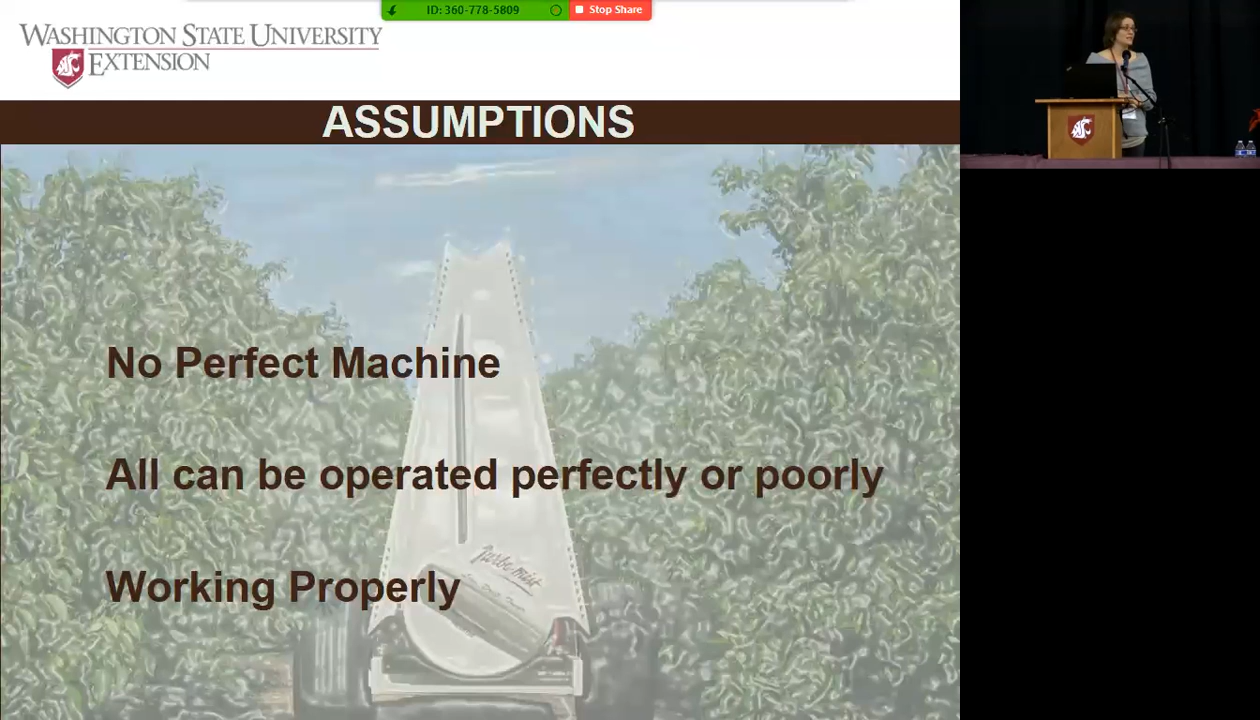 ID: 360-778-5809
Stop Share
WASHINGTON STATE UNIVERSITY
EXTENSION
ASSUMPTIONS
No Perfect Machine
All can be operated perfectly or poorly
Working Properly